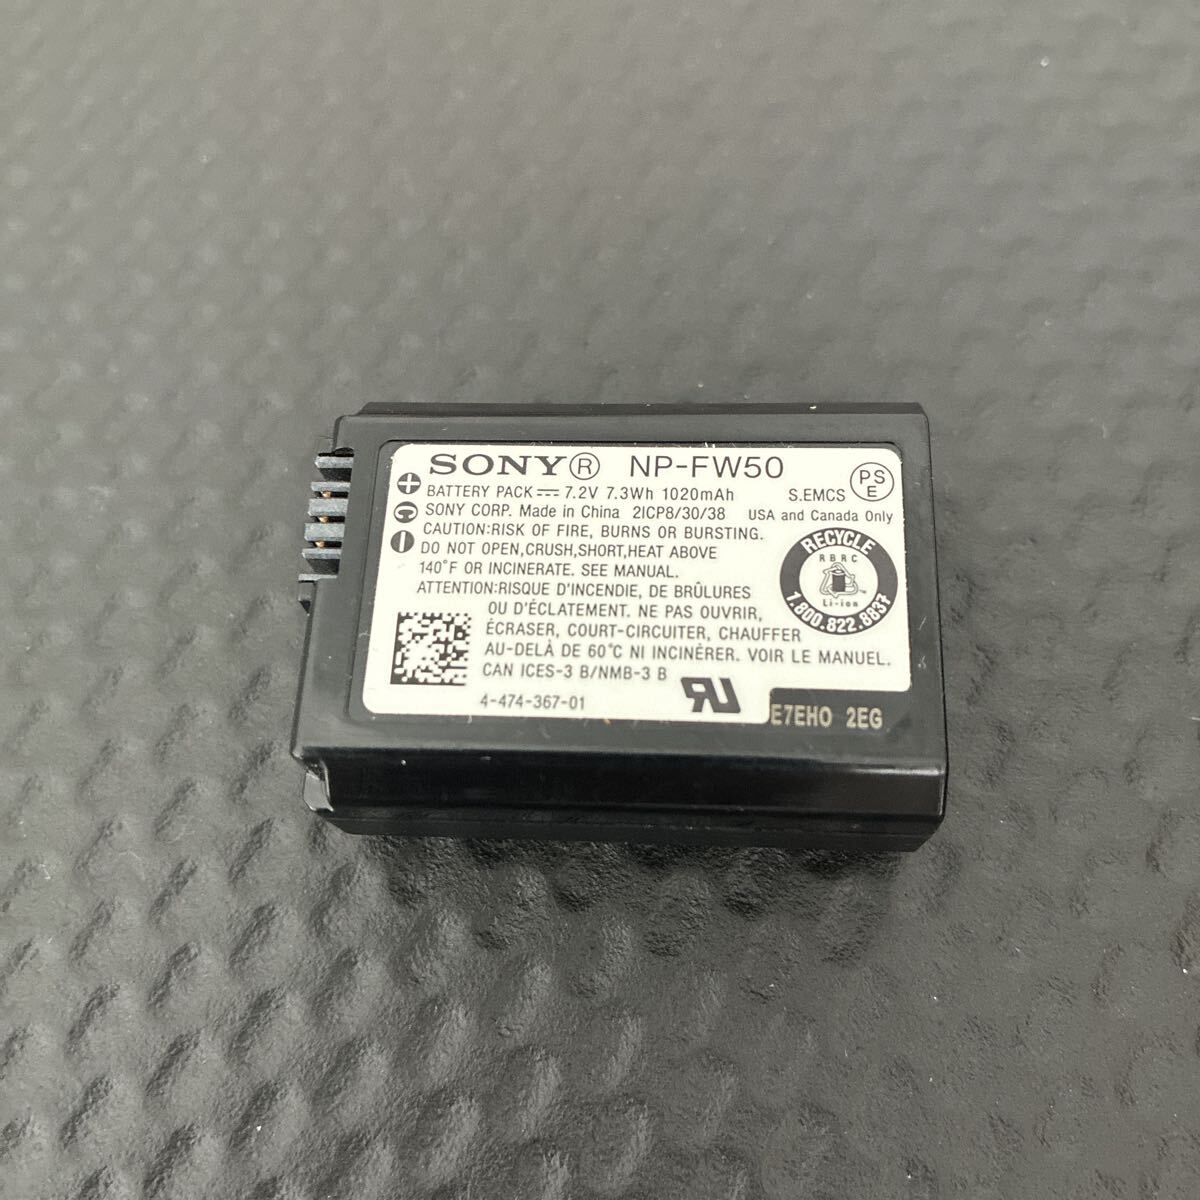 SONY® NP-FW50
BATTERY PACK ⎓ 7.2V 7.3Wh 1020mAh S.EMCS PSE
SONY CORP. Made in China 2ICP8/30/38 USA and Canada Only
CAUTION:RISK OF FIRE, BURNS OR BURSTING.
DO NOT OPEN,CRUSH,SHORT,HEAT ABOVE
140°F OR INCINERATE. SEE MANUAL.
RECYCLE
RBRC
Li-ion
1.800.822.8837
ATTENTION:RISQUE D'INCENDIE, DE BRÛLURES
OU D'ÉCLATEMENT. NE PAS OUVRIR,
ÉCRASER, COURT-CIRCUITER, CHAUFFER
AU-DELÀ DE 60°C NI INCINÉRER. VOIR LE MANUEL.
CAN ICES-3 B/NMB-3 B
4-474-367-01
E7EHO 2EG